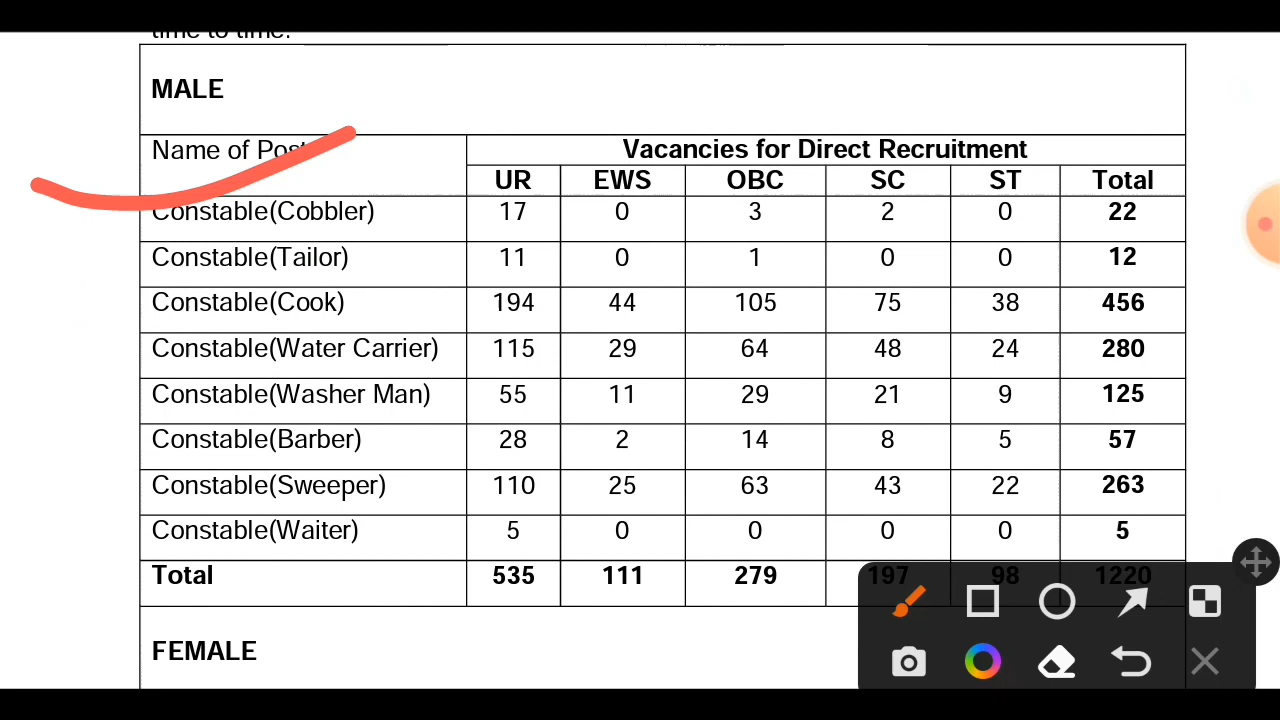 time to time.
MALE
Name of Post
Vacancies for Direct Recruitment
UR EWS OBC SC ST Total
Constable(Cobbler) 17 0 3 2 0 22
Constable(Tailor) 11 0 1 0 0 12
Constable(Cook) 194 44 105 75 38 456
Constable(Water Carrier) 115 29 64 48 24 280
Constable(Washer Man) 55 11 29 21 9 125
Constable(Barber) 28 2 14 8 5 57
Constable(Sweeper) 110 25 63 43 22 263
Constable(Waiter) 5 0 0 0 0 5
Total 535 111 279 197 98 1220
FEMALE